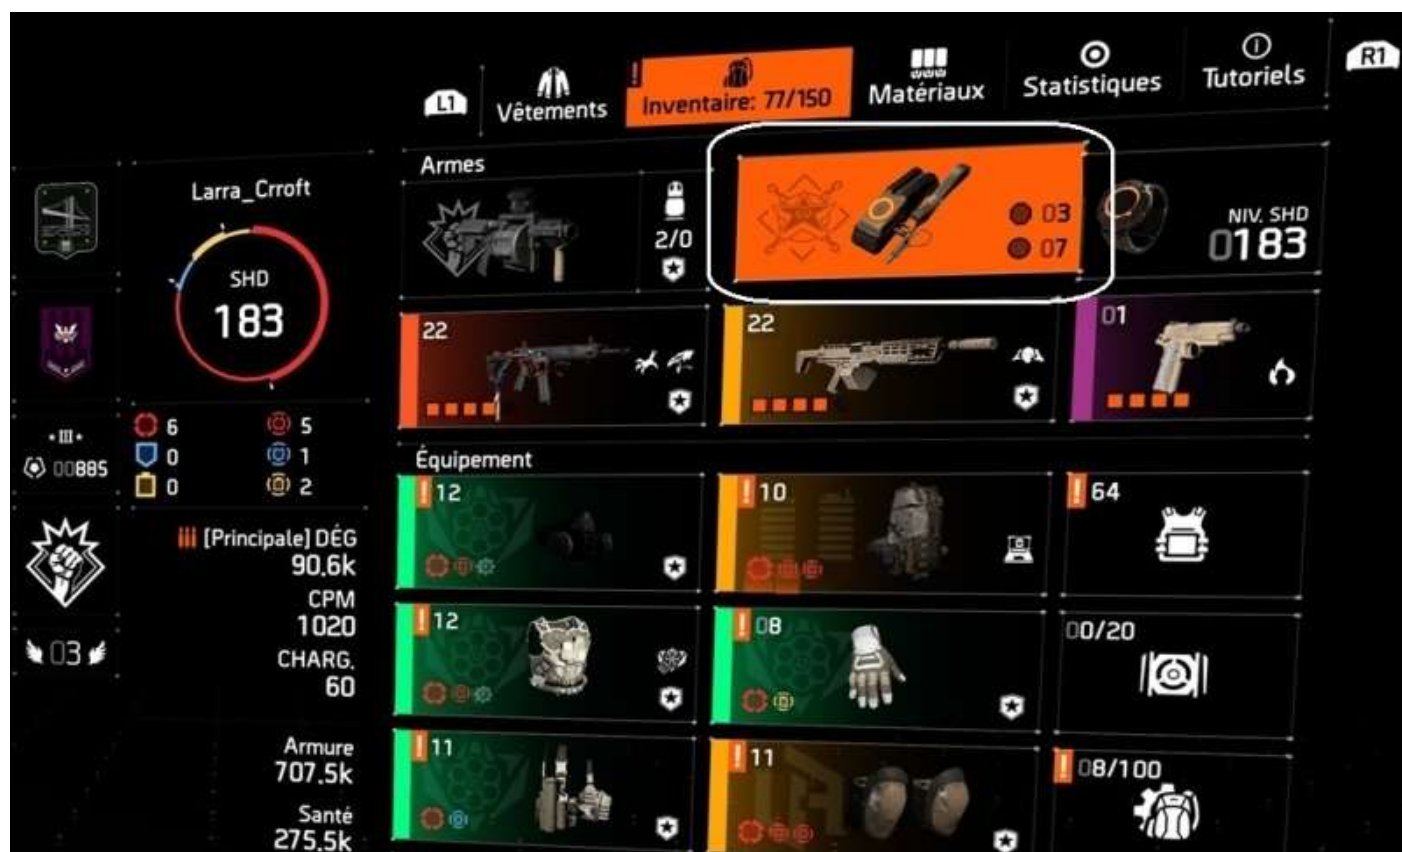 L1
Vêtements
Inventaire: 77/150
Matériaux
Statistiques
Tutoriels
R1
Larra_Crroft
SHD
183
6
5
0
1
0
2
III
00885
03
[Principale] DÉG
90,6k
CPM
1020
CHARG.
60
Armure
707,5k
Santé
275,5k
Armes
2/0
03
07
NIV. SHD
0183
22
22
01
Équipement
12
10
64
12
08
00/20
11
11
08/100